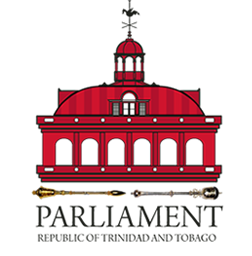 PARLIAMENT
REPUBLIC OF TRINIDAD AND TOBAGO